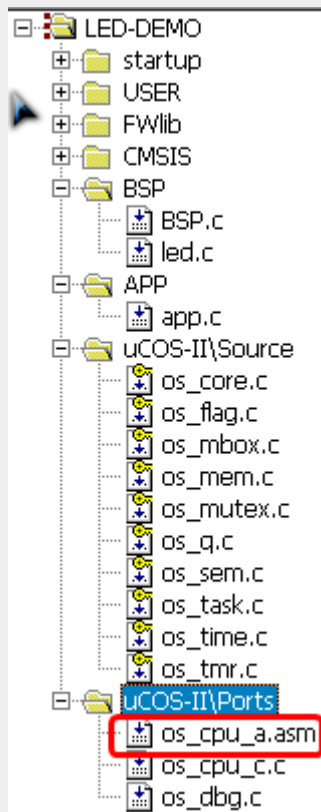 LED-DEMO
startup
USER
FWlib
CMSIS
BSP
BSP.c
led.c
APP
app.c
uCOS-II\Source
os_core.c
os_flag.c
os_mbox.c
os_mem.c
os_mutex.c
os_q.c
os_sem.c
os_task.c
os_time.c
os_tmr.c
uCOS-II\Ports
os_cpu_a.asm
os_cpu_c.c
os_dbg.c